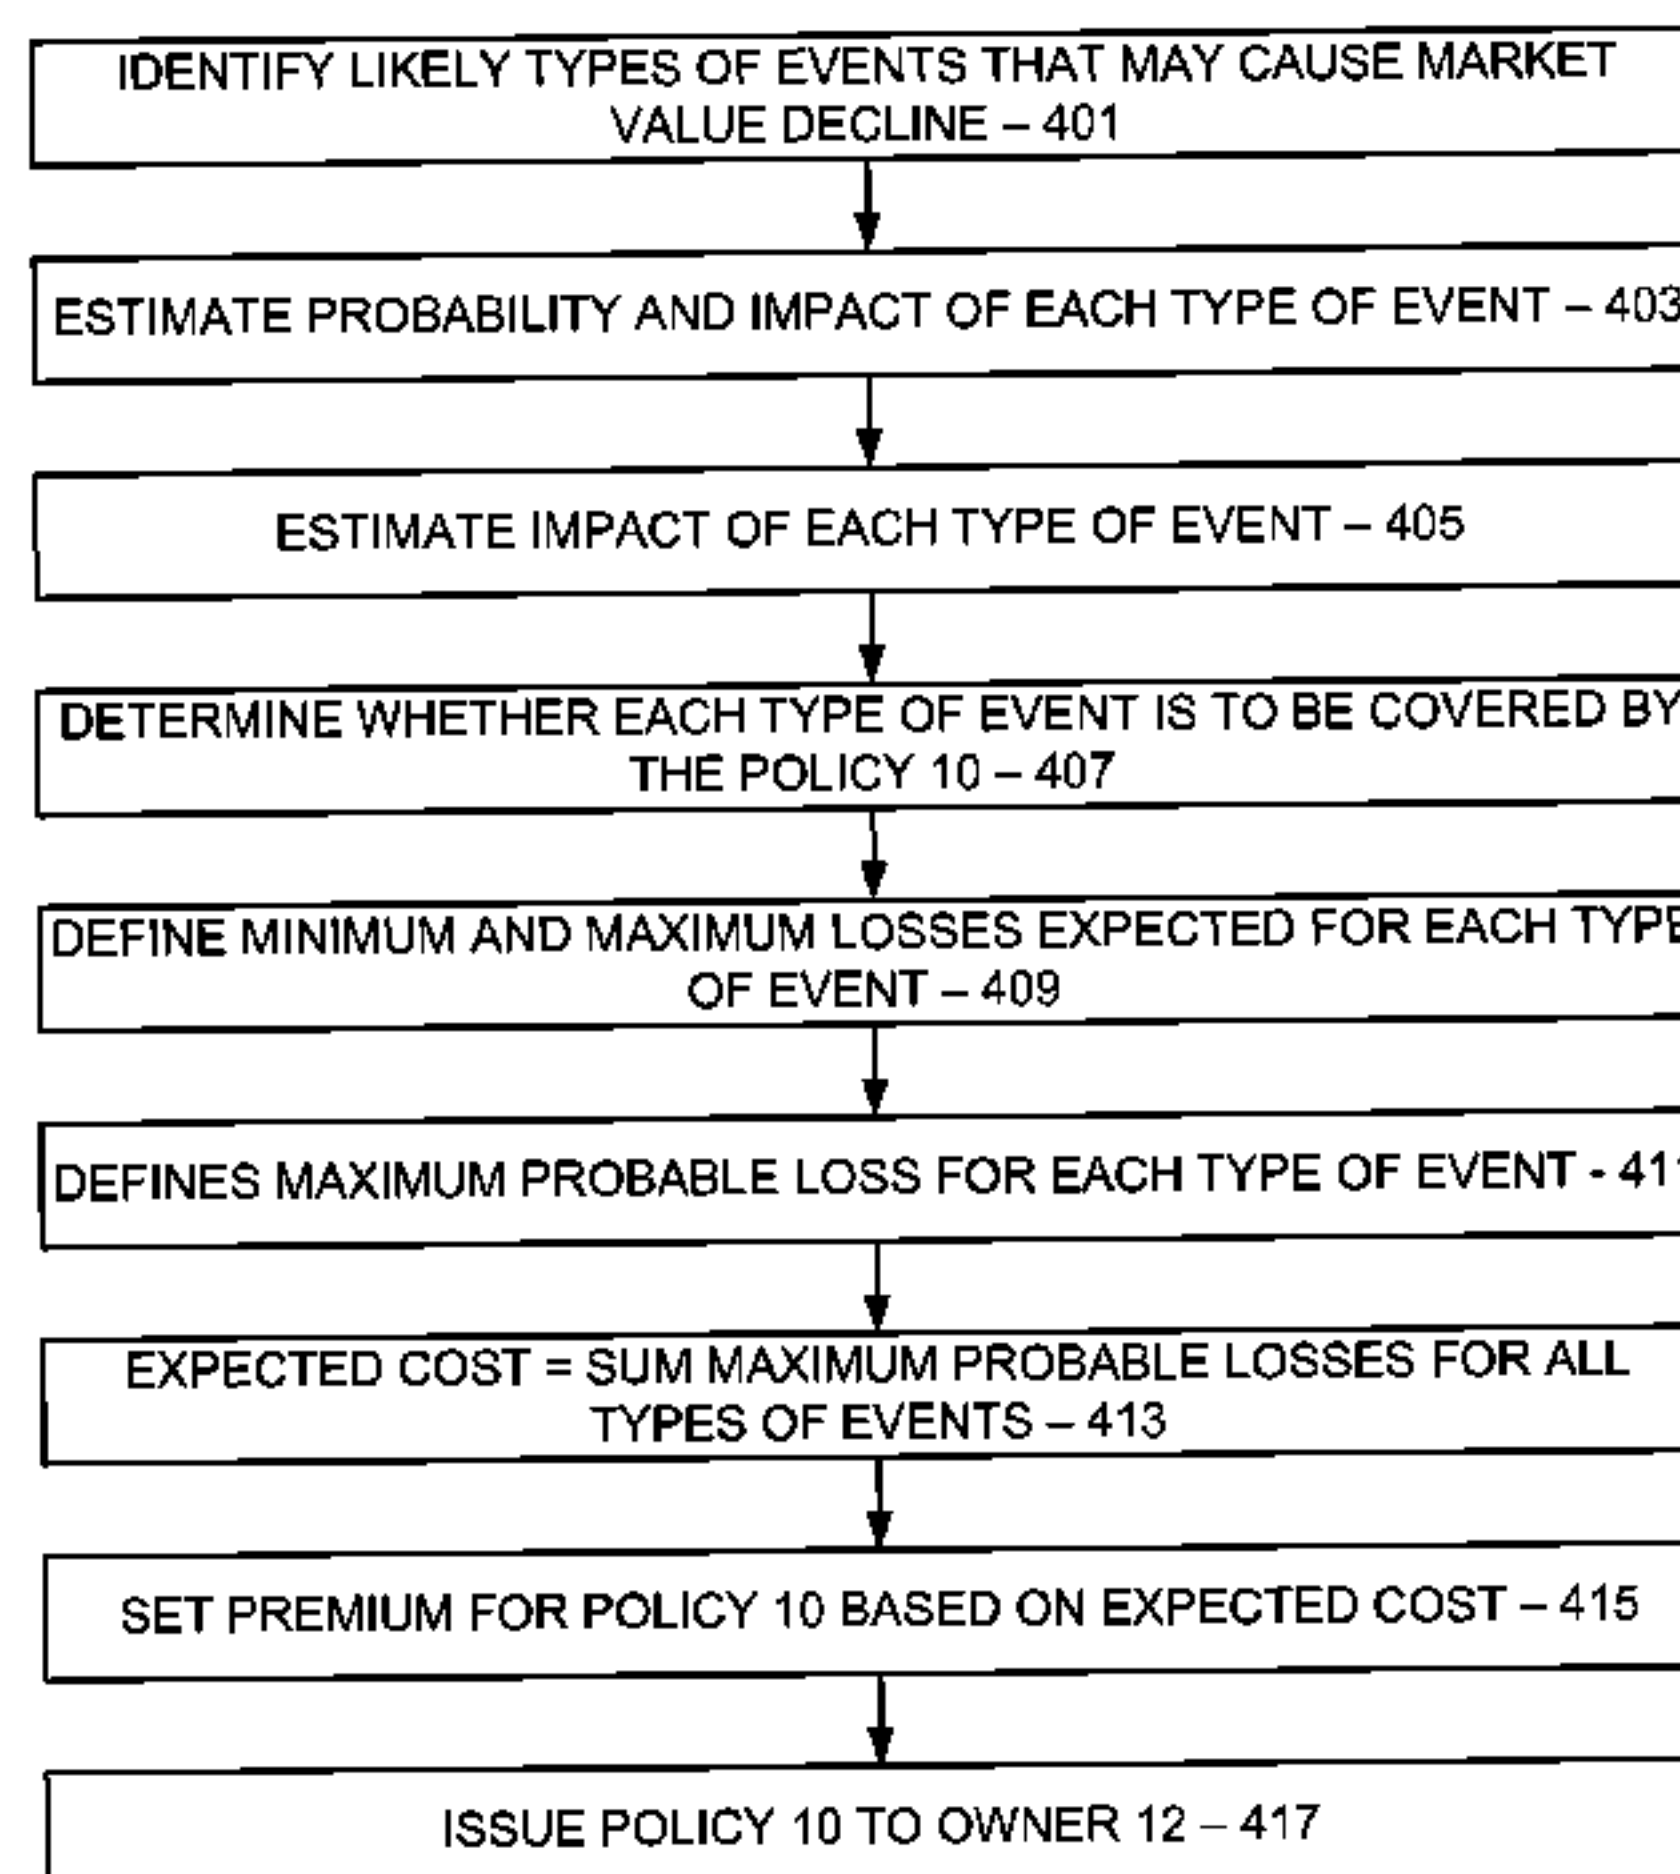 IDENTIFY LIKELY TYPES OF EVENTS THAT MAY CAUSE MARKET
VALUE DECLINE – 401
ESTIMATE PROBABILITY AND IMPACT OF EACH TYPE OF EVENT – 403
ESTIMATE IMPACT OF EACH TYPE OF EVENT – 405
DETERMINE WHETHER EACH TYPE OF EVENT IS TO BE COVERED BY
THE POLICY 10 – 407
DEFINE MINIMUM AND MAXIMUM LOSSES EXPECTED FOR EACH TYPE
OF EVENT – 409
DEFINES MAXIMUM PROBABLE LOSS FOR EACH TYPE OF EVENT - 411
EXPECTED COST = SUM MAXIMUM PROBABLE LOSSES FOR ALL
TYPES OF EVENTS – 413
SET PREMIUM FOR POLICY 10 BASED ON EXPECTED COST – 415
ISSUE POLICY 10 TO OWNER 12 – 417